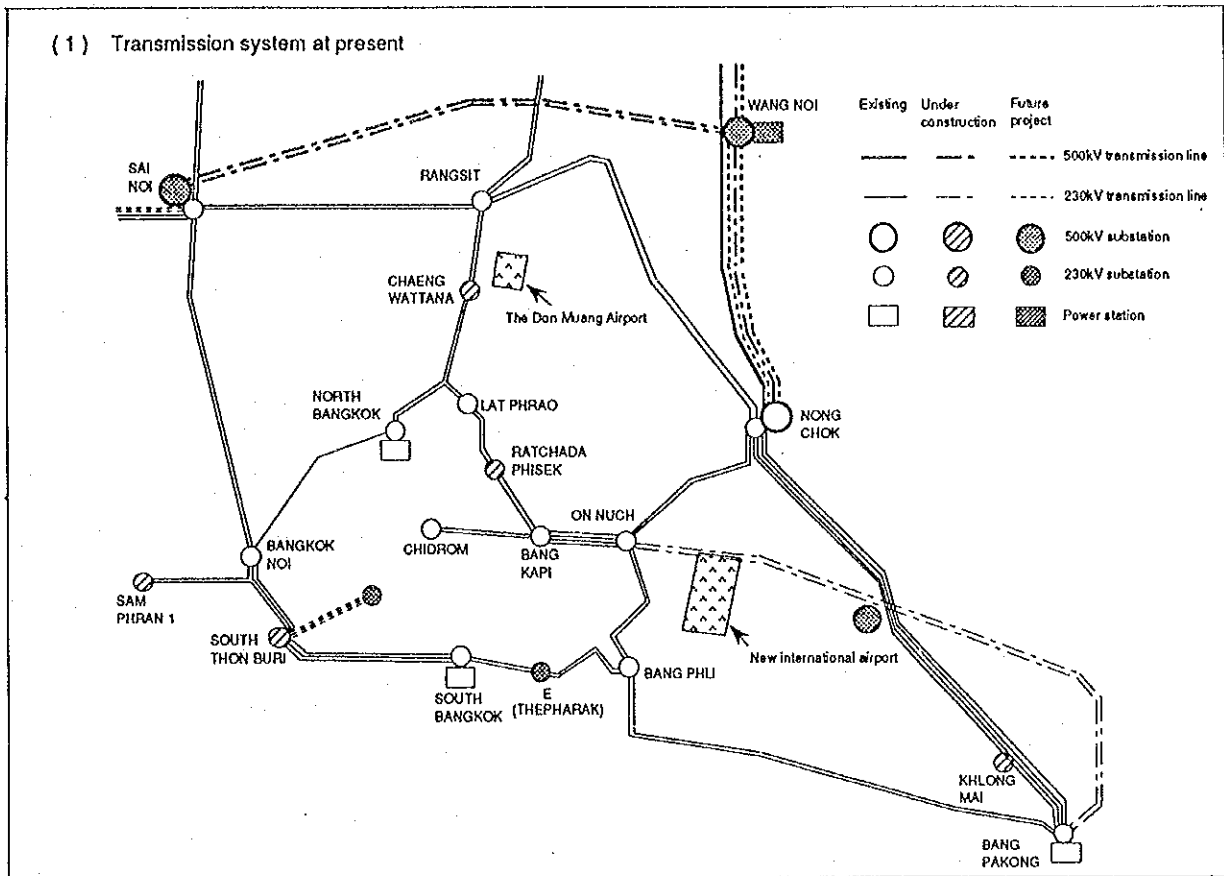 ( 1 ) Transmission system at present
WANG NOI
Existing
Under
construction
Future
project
500kV transmission line
230kV transmission line
500kV substation
230kV substation
Power station
SAI
NOI
RANGSIT
CHAENG
WATTANA
The Don Muang Airport
NORTH
BANGKOK
LAT PHRAO
NONG
CHOK
RATCHADA
PHISEK
ON NUCH
CHIDROM
BANG
KAPI
BANGKOK
NOI
SAM
PHRAN 1
SOUTH
THON BURI
New international airport
BANG PHLI
SOUTH
BANGKOK
E
(THEPHARAK)
KHLONG
MAI
BANG
PAKONG